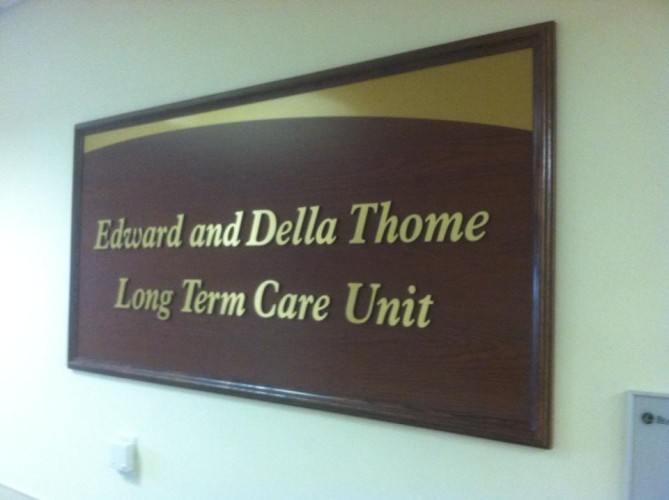 Edward and Della Thome
Long Term Care Unit